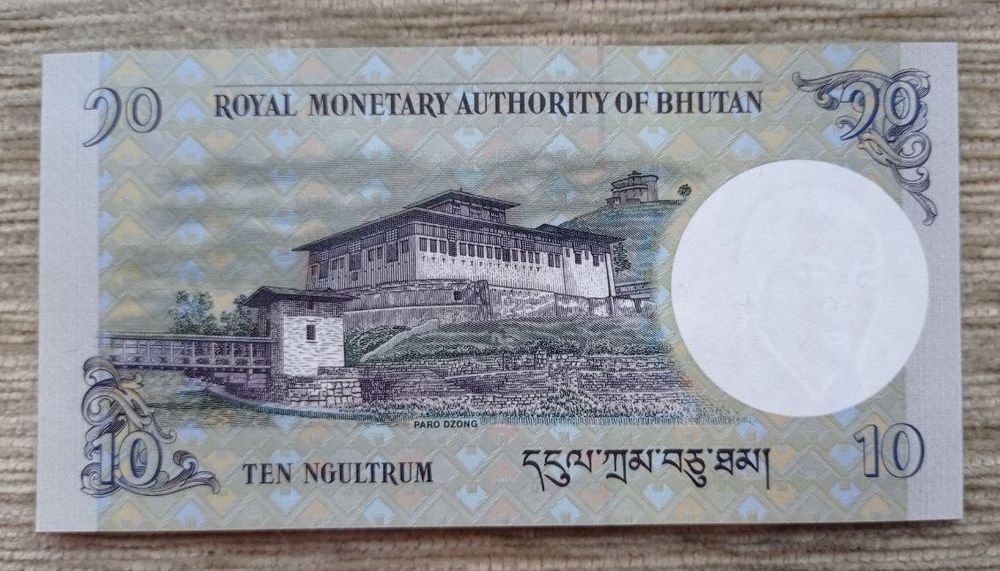 ༡༠ ROYAL MONETARY AUTHORITY OF BHUTAN ༡༠
PARO DZONG
10 TEN NGULTRUM དངུལ་ཀྲམ་བཅུ་ཐམ། 10